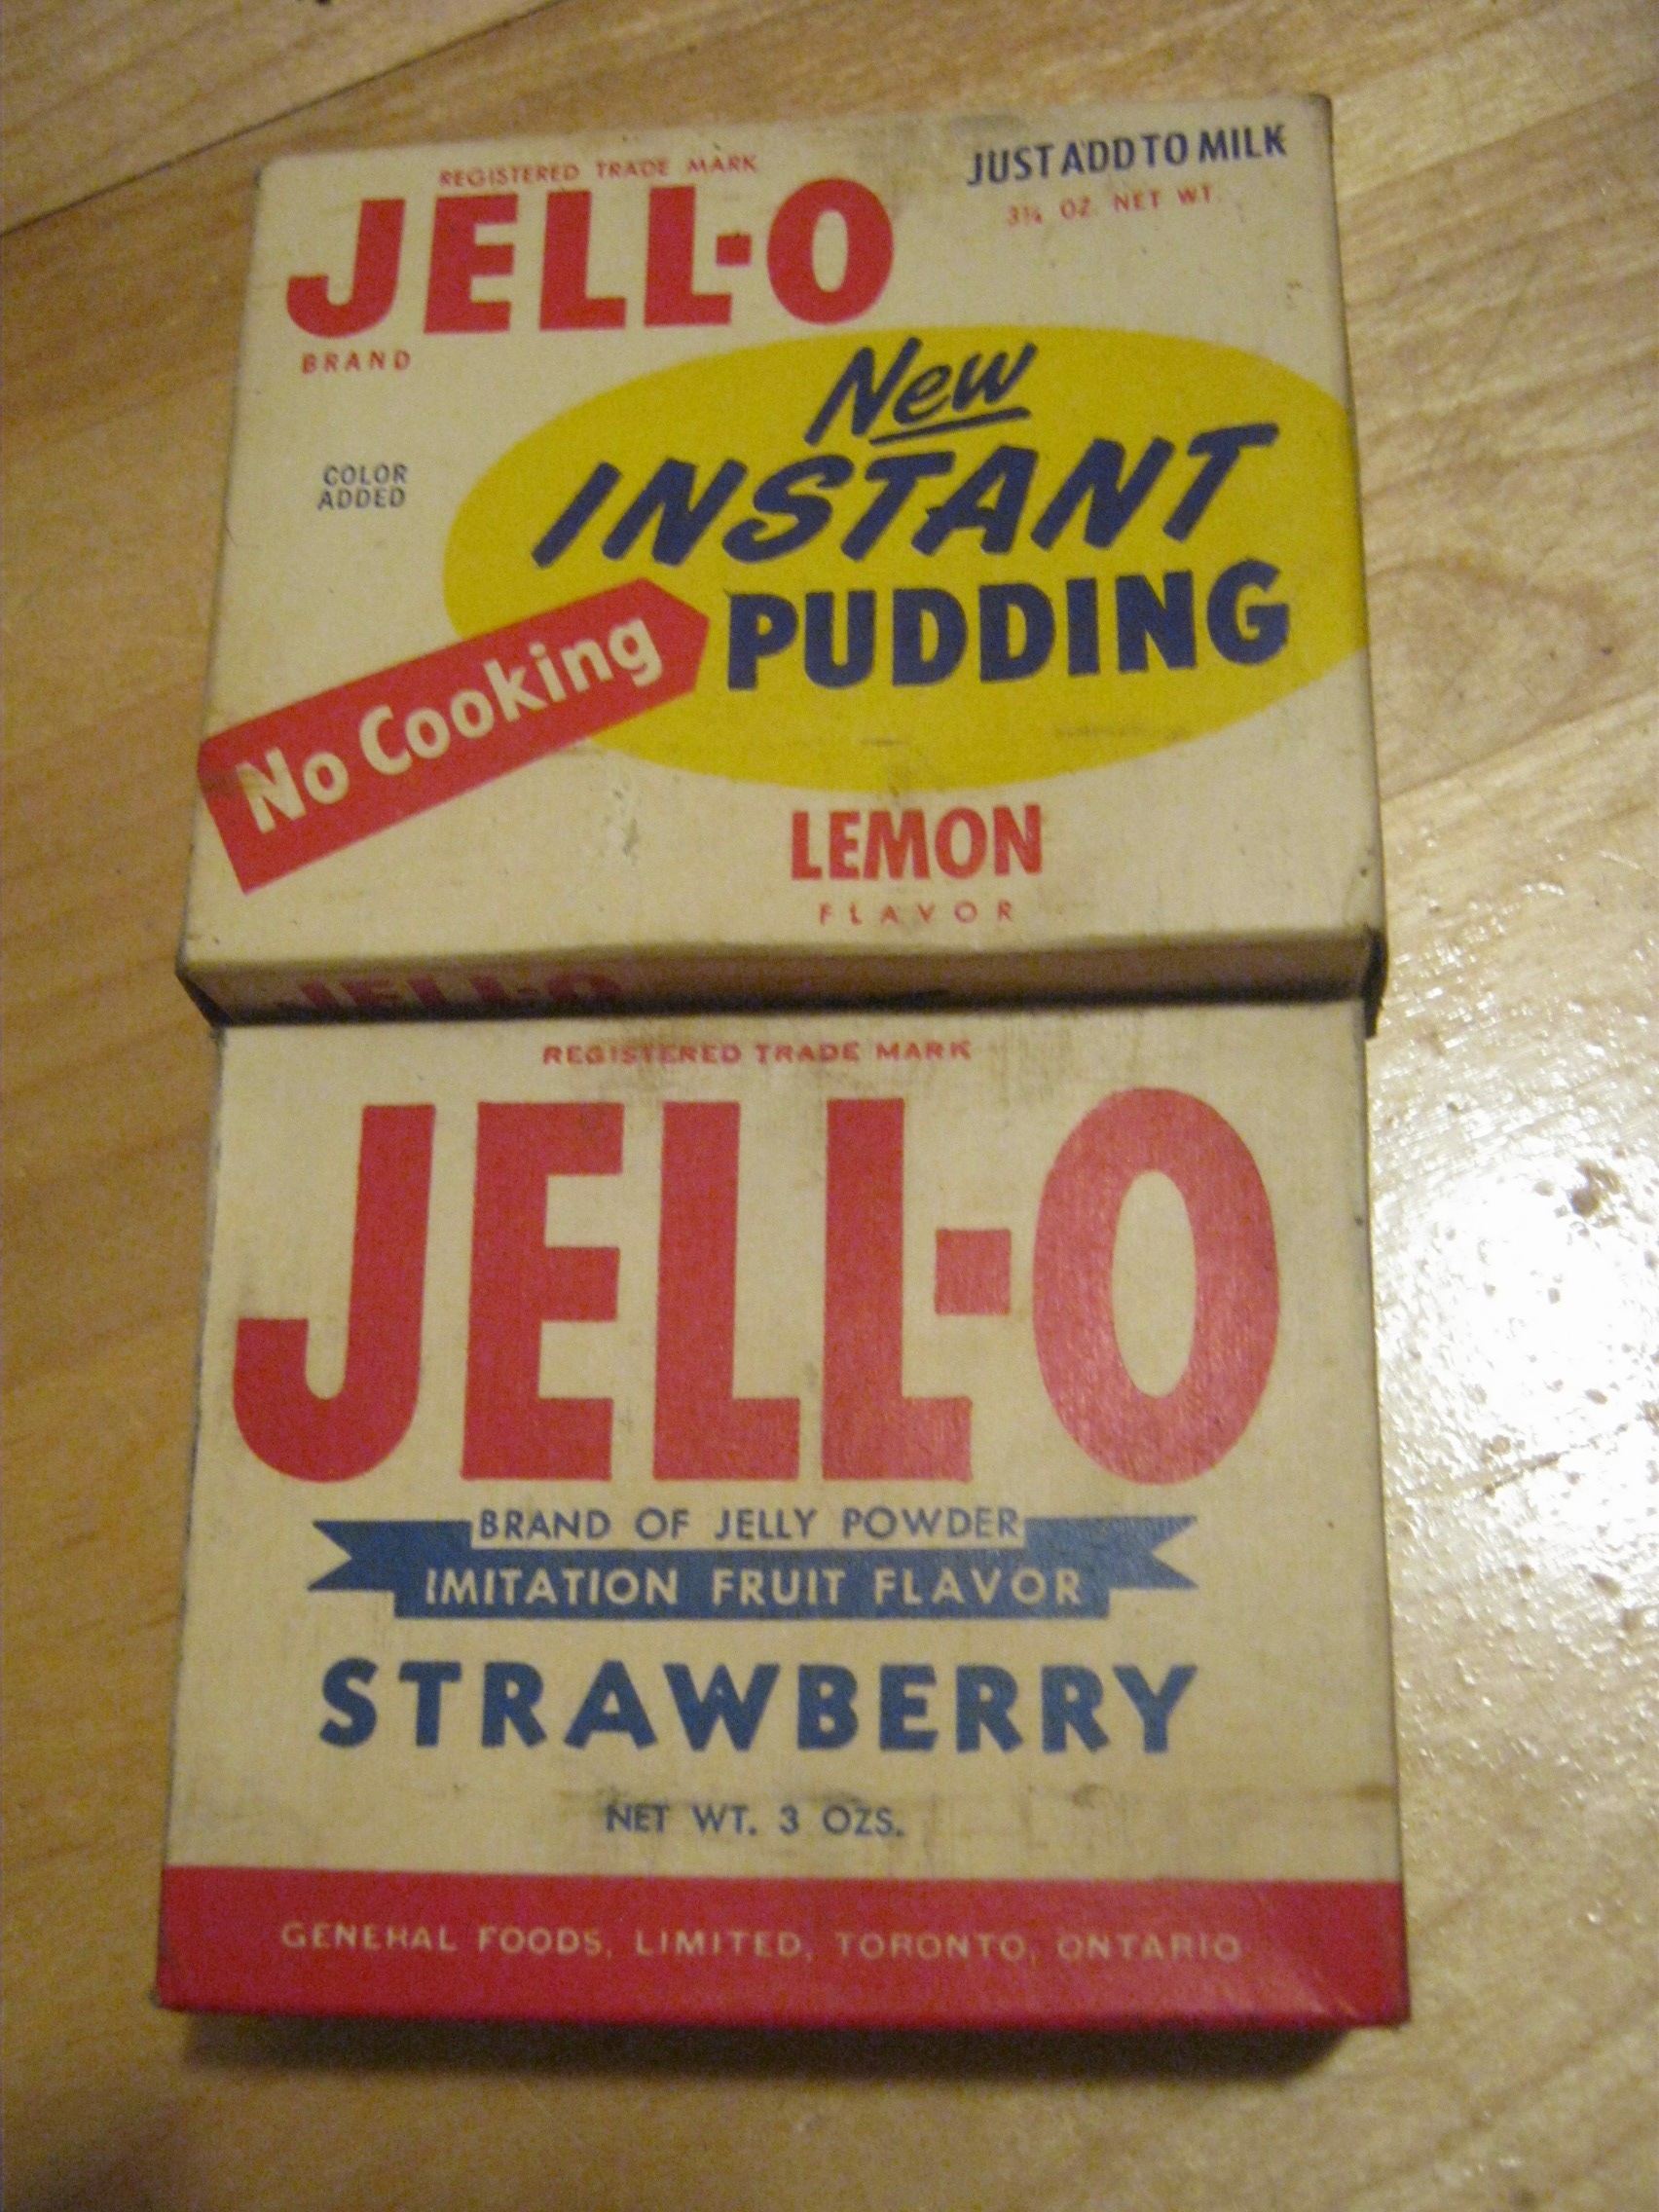 REGISTERED TRADE MARK
JELL-O
BRAND
JUST ADD TO MILK
3¼ OZ. NET WT.
COLOR
ADDED
New
INSTANT
PUDDING
No Cooking
LEMON
FLAVOR
JELL-O
REGISTERED TRADE MARK
JELL-O
BRAND OF JELLY POWDER
IMITATION FRUIT FLAVOR
STRAWBERRY
NET WT. 3 OZS.
GENERAL FOODS, LIMITED, TORONTO, ONTARIO